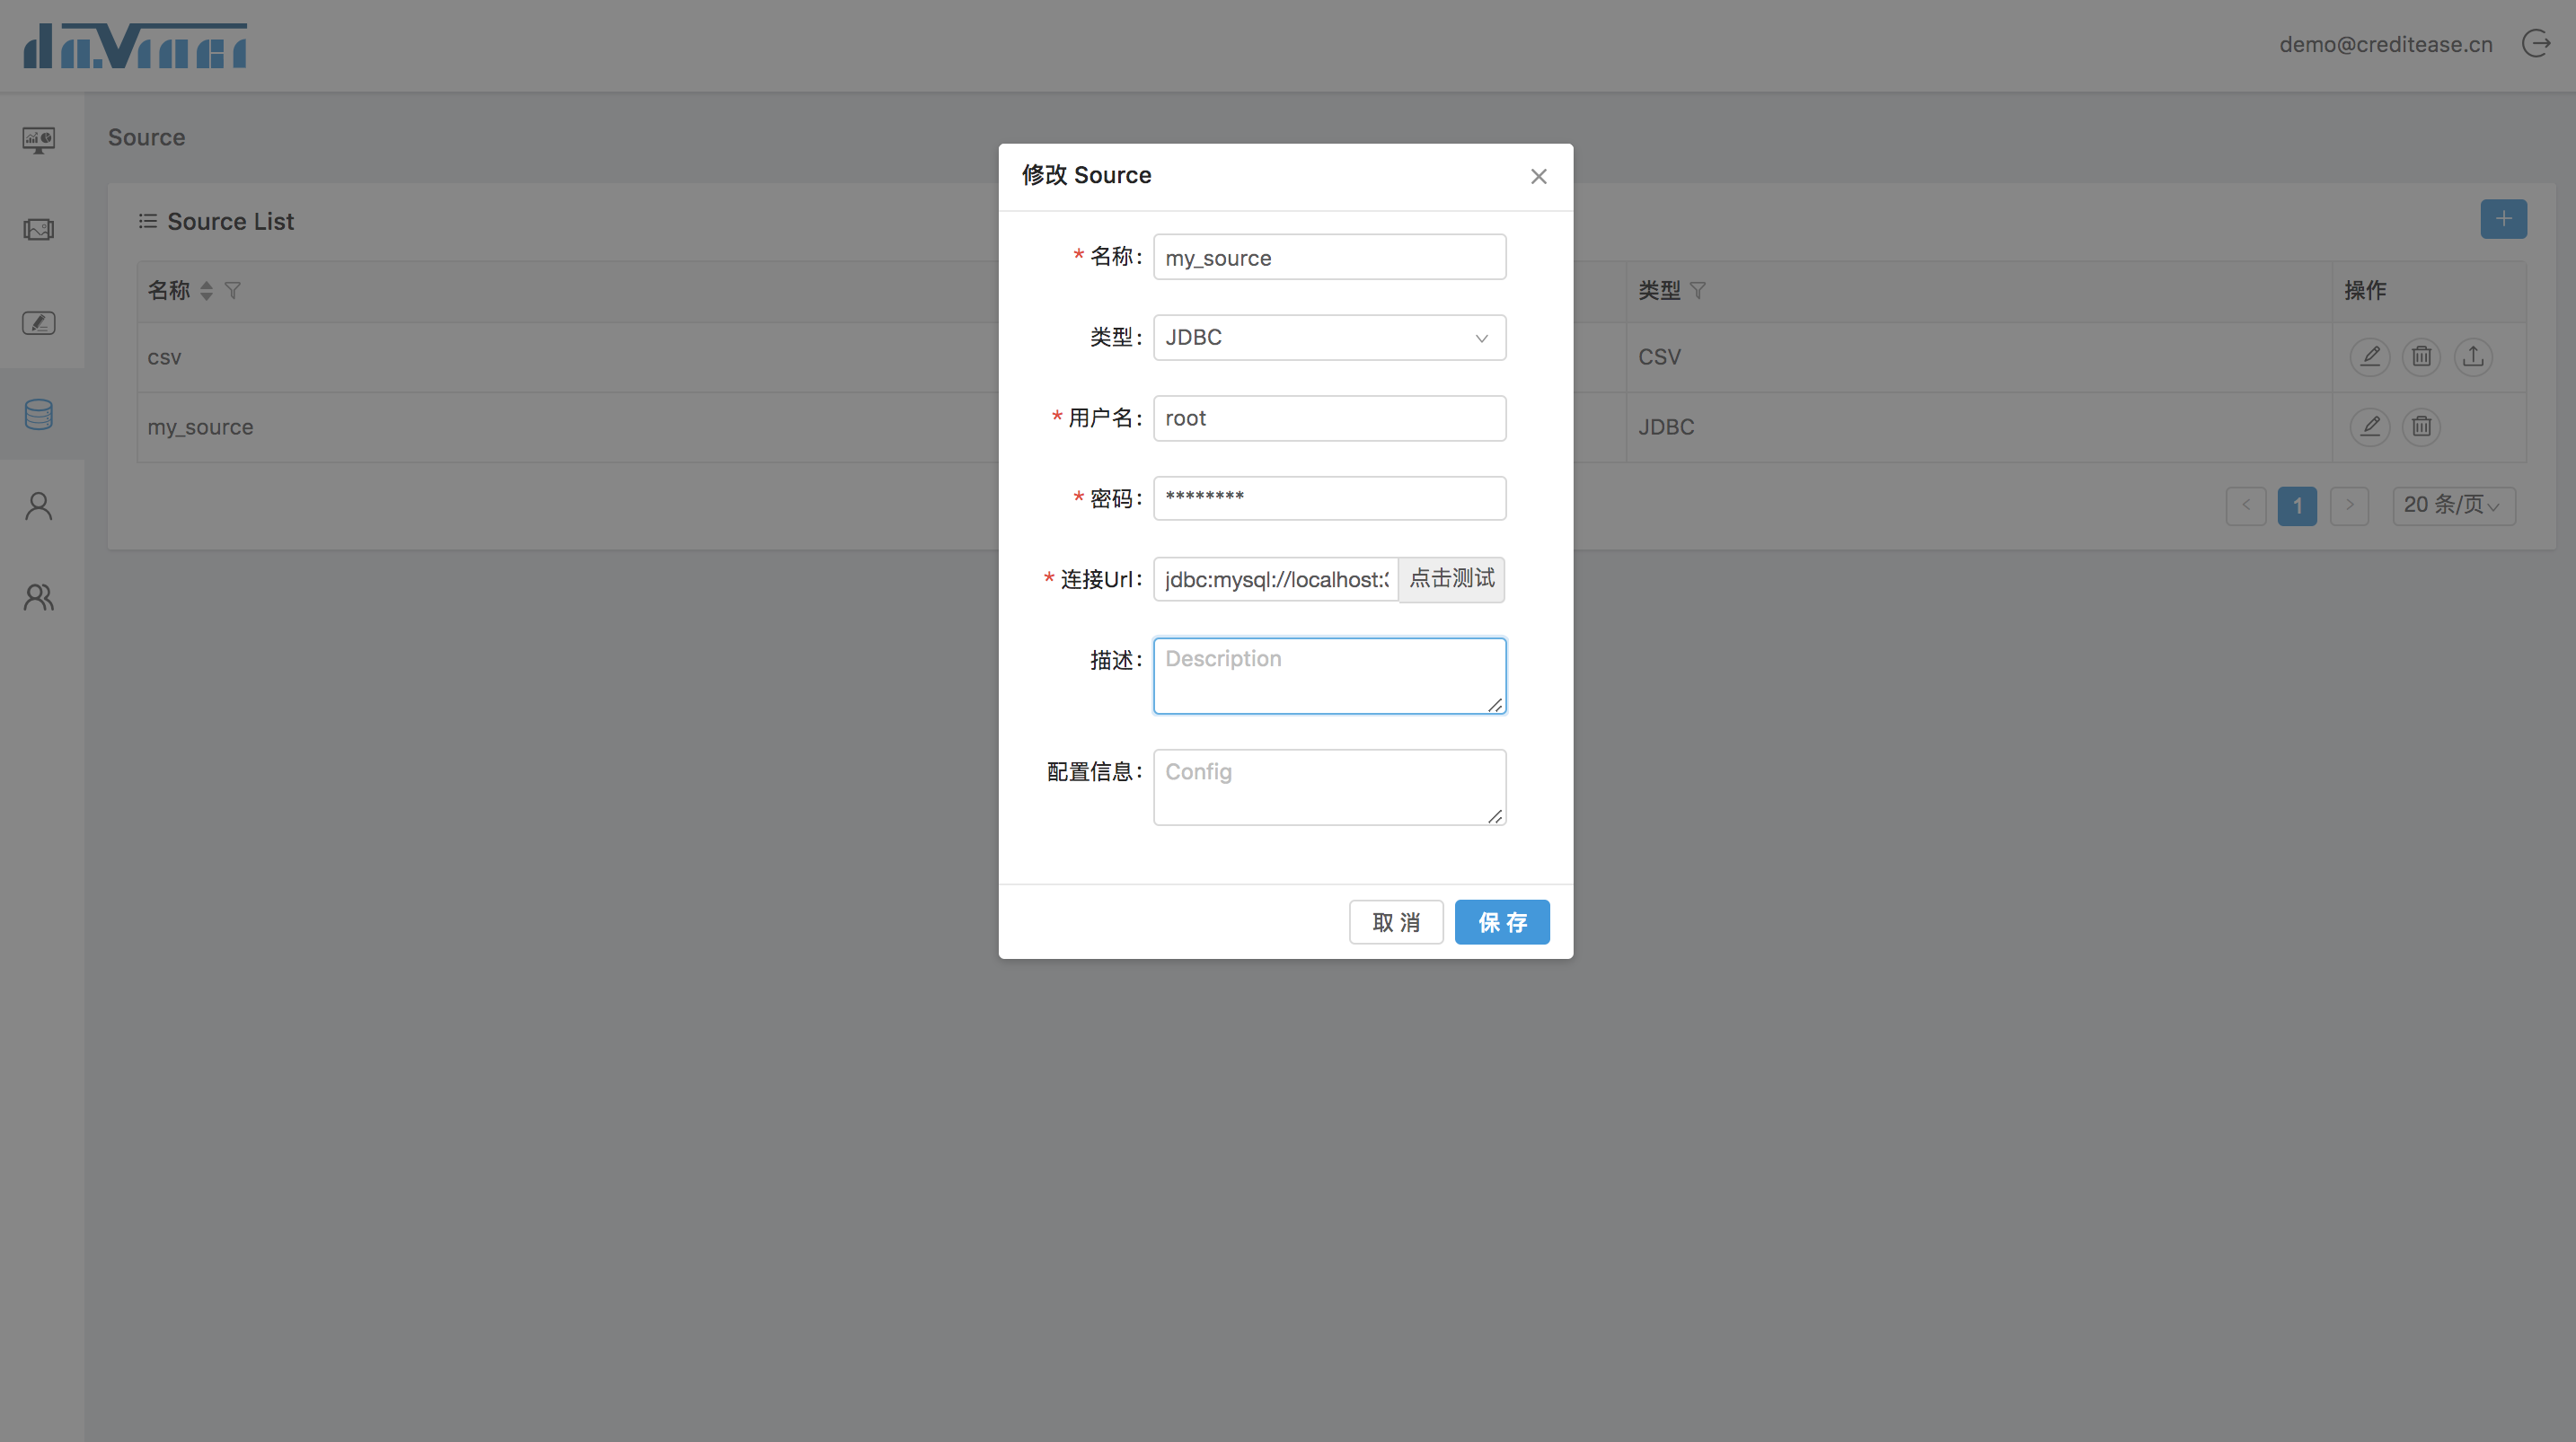 da.Vinci
demo@creditease.cn
Source
Source List
名称
类型
操作
csv
CSV
my_source
JDBC
1
20 条/页
修改 Source
* 名称:
my_source
类型:
JDBC
* 用户名:
root
* 密码:
********
* 连接Url:
jdbc:mysql://localhost:
点击测试
描述:
Description
配置信息:
Config
取 消
保 存